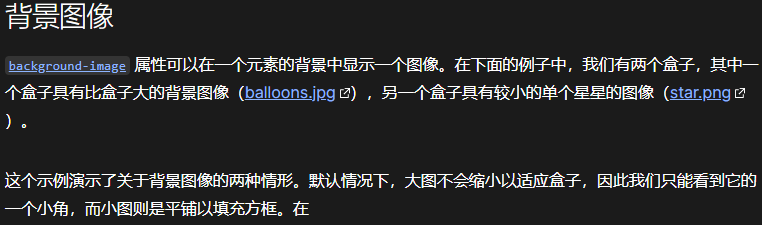 背景图像
background-image 属性可以在一个元素的背景中显示一个图像。在下面的例子中，我们有两个盒子，其中一
个盒子具有比盒子大的背景图像（balloons.jpg），另一个盒子具有较小的单个星星的图像（star.png
）。
这个示例演示了关于背景图像的两种情形。默认情况下，大图不会缩小以适应盒子，因此我们只能看到它的
一个小角，而小图则是平铺以填充方框。在